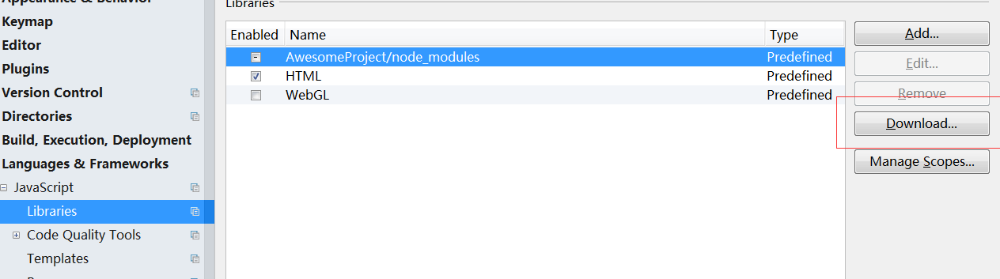 Appearance & Behavior
Keymap
Editor
Plugins
Version Control
Directories
Build, Execution, Deployment
Languages & Frameworks
JavaScript
Libraries
Code Quality Tools
Templates
Libraries
Enabled Name Type
AwesomeProject/node_modules Predefined
HTML Predefined
WebGL Predefined
Add...
Edit...
Remove
Download...
Manage Scopes...